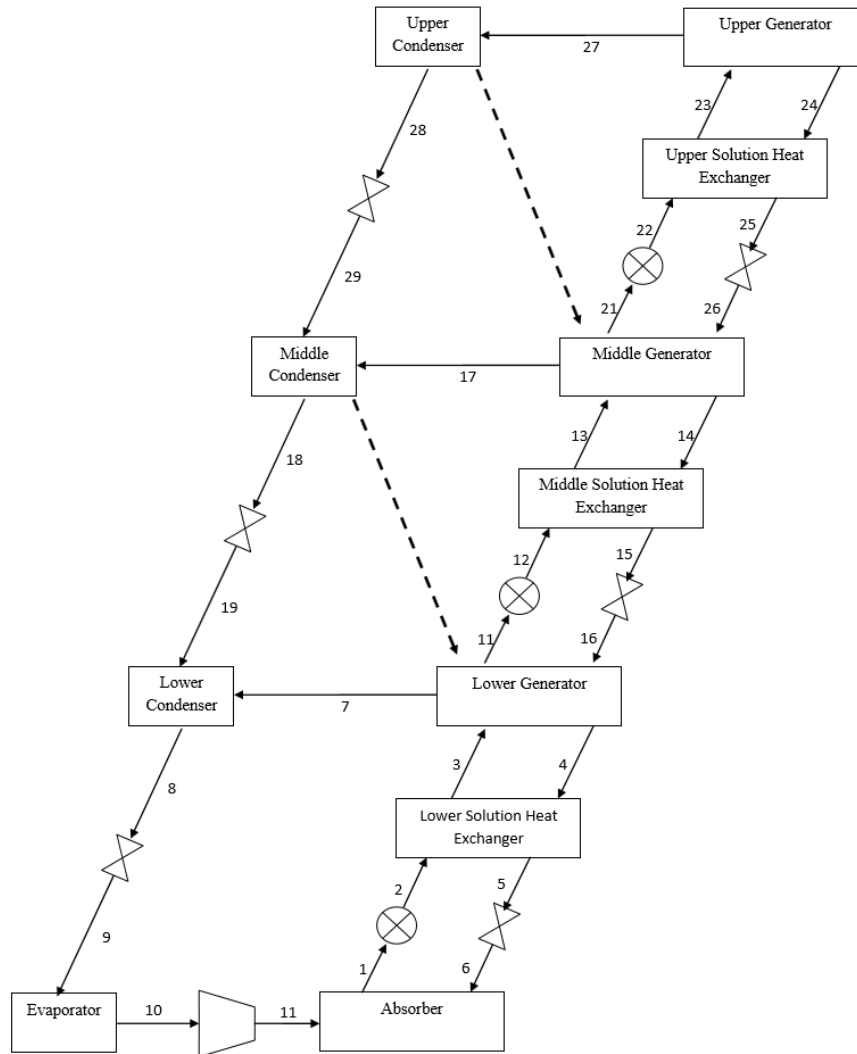 Upper
Condenser
27
Upper Generator
23
24
28
Upper Solution Heat
Exchanger
22
25
29
21
26
Middle
Condenser
17
Middle Generator
13
14
18
Middle Solution Heat
Exchanger
12
15
19
11
16
Lower
Condenser
7
Lower Generator
3
4
8
Lower Solution Heat
Exchanger
2
5
9
1
6
Evaporator
10
11
Absorber